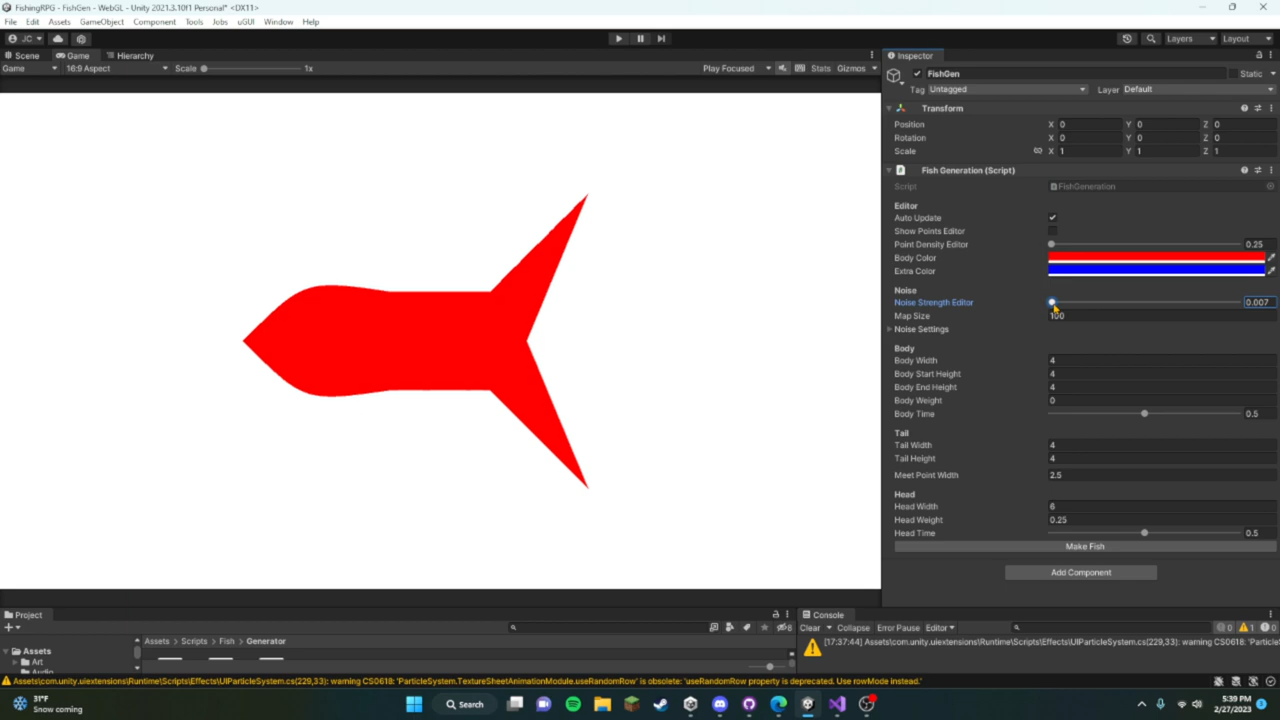 FishingRPG - FishGen - WebGL - Unity 2021.3.10f1 Personal* <DX11>
File Edit Assets GameObject Component Tools Jobs uGUI Window Help
JC Layers Layout
Scene Game Hierarchy
Game 16:9 Aspect Scale 1x Play Focused Stats Gizmos
Inspector
FishGen Static
Tag Untagged Layer Default
Transform
Position X 0 Y 0 Z 0
Rotation X 0 Y 0 Z 0
Scale X 1 Y 1 Z 1
Fish Generation (Script)
Script FishGeneration
Editor
Auto Update
Show Points Editor
Point Density Editor 0.25
Body Color
Extra Color
Noise
Noise Strength Editor 0.007
Map Size 100
Noise Settings
Body
Body Width 4
Body Start Height 4
Body End Height 4
Body Weight 0
Body Time 0.5
Tail
Tail Width 4
Tail Height 4
Meet Point Width 2.5
Head
Head Width 6
Head Weight 0.25
Head Time 0.5
Make Fish
Add Component
Project
8
Assets > Scripts > Fish > Generator
Assets
Art
Audio
Console
Clear Collapse Error Pause Editor 0 1 0
[17:37:44] Assets\com.unity.uiextensions\Runtime\Scripts\Effects\UIParticleSystem.cs(229,33): warning CS0618: 'Particle
Assets\com.unity.uiextensions\Runtime\Scripts\Effects\UIParticleSystem.cs(229,33): warning CS0618: 'ParticleSystem.TextureSheetAnimationModule.useRandomRow' is obsolete: 'useRandomRow property is deprecated. Use rowMode instead.'
31°F
Snow coming
Search
5:39 PM
2/27/2023